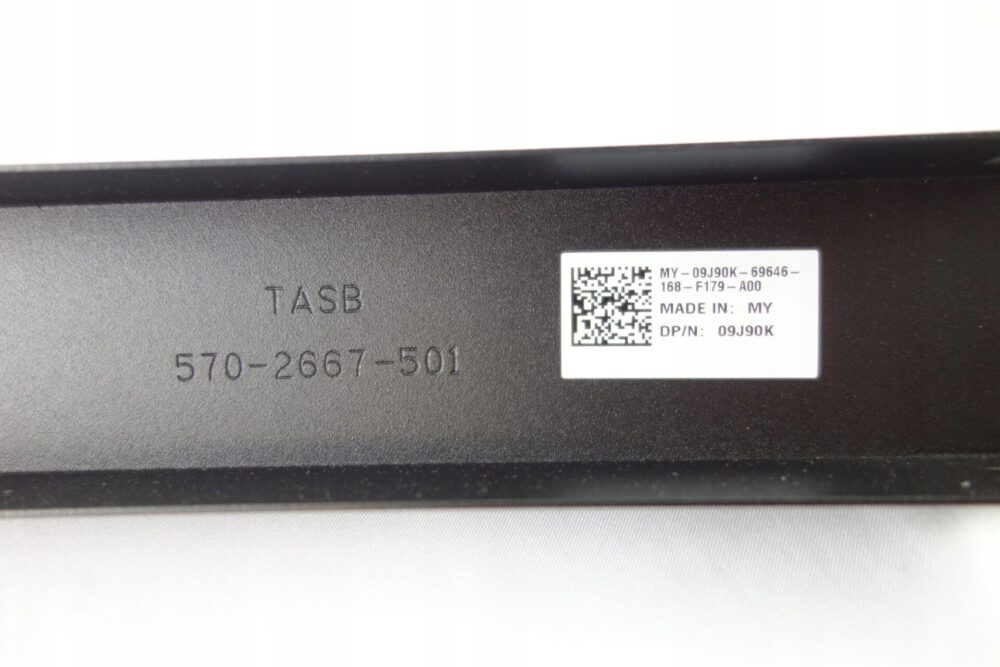 TASB
570-2667-501
MY-09J90K-69646-
168-F179-A00
MADE IN: MY
DP/N: 09J90K